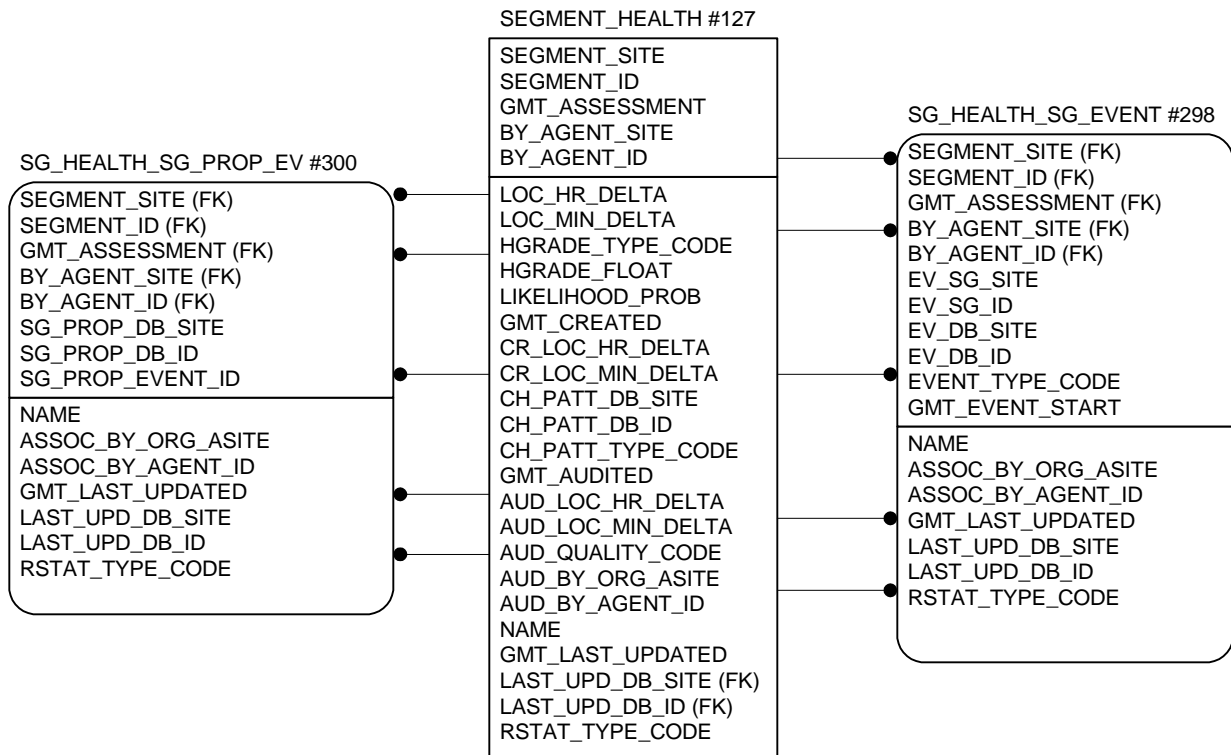 SEGMENT_HEALTH #127
SEGMENT_SITE
SEGMENT_ID
GMT_ASSESSMENT
BY_AGENT_SITE
BY_AGENT_ID
LOC_HR_DELTA
LOC_MIN_DELTA
HGRADE_TYPE_CODE
HGRADE_FLOAT
LIKELIHOOD_PROB
GMT_CREATED
CR_LOC_HR_DELTA
CR_LOC_MIN_DELTA
CH_PATT_DB_SITE
CH_PATT_DB_ID
CH_PATT_TYPE_CODE
GMT_AUDITED
AUD_LOC_HR_DELTA
AUD_LOC_MIN_DELTA
AUD_QUALITY_CODE
AUD_BY_ORG_ASITE
AUD_BY_AGENT_ID
NAME
GMT_LAST_UPDATED
LAST_UPD_DB_SITE (FK)
LAST_UPD_DB_ID (FK)
RSTAT_TYPE_CODE
SG_HEALTH_SG_PROP_EV #300
SEGMENT_SITE (FK)
SEGMENT_ID (FK)
GMT_ASSESSMENT (FK)
BY_AGENT_SITE (FK)
BY_AGENT_ID (FK)
SG_PROP_DB_SITE
SG_PROP_DB_ID
SG_PROP_EVENT_ID
NAME
ASSOC_BY_ORG_ASITE
ASSOC_BY_AGENT_ID
GMT_LAST_UPDATED
LAST_UPD_DB_SITE
LAST_UPD_DB_ID
RSTAT_TYPE_CODE
SG_HEALTH_SG_EVENT #298
SEGMENT_SITE (FK)
SEGMENT_ID (FK)
GMT_ASSESSMENT (FK)
BY_AGENT_SITE (FK)
BY_AGENT_ID (FK)
EV_SG_SITE
EV_SG_ID
EV_DB_SITE
EV_DB_ID
EVENT_TYPE_CODE
GMT_EVENT_START
NAME
ASSOC_BY_ORG_ASITE
ASSOC_BY_AGENT_ID
GMT_LAST_UPDATED
LAST_UPD_DB_SITE
LAST_UPD_DB_ID
RSTAT_TYPE_CODE